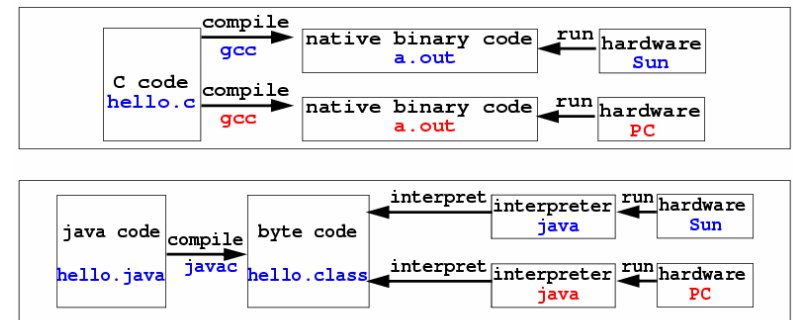 compile
gcc
native binary code
a.out
run
hardware
Sun
C code
hello.c
compile
gcc
native binary code
a.out
run
hardware
PC
java code
hello.java
compile
javac
byte code
hello.class
interpret
interpreter
java
run
hardware
Sun
interpret
interpreter
java
run
hardware
PC